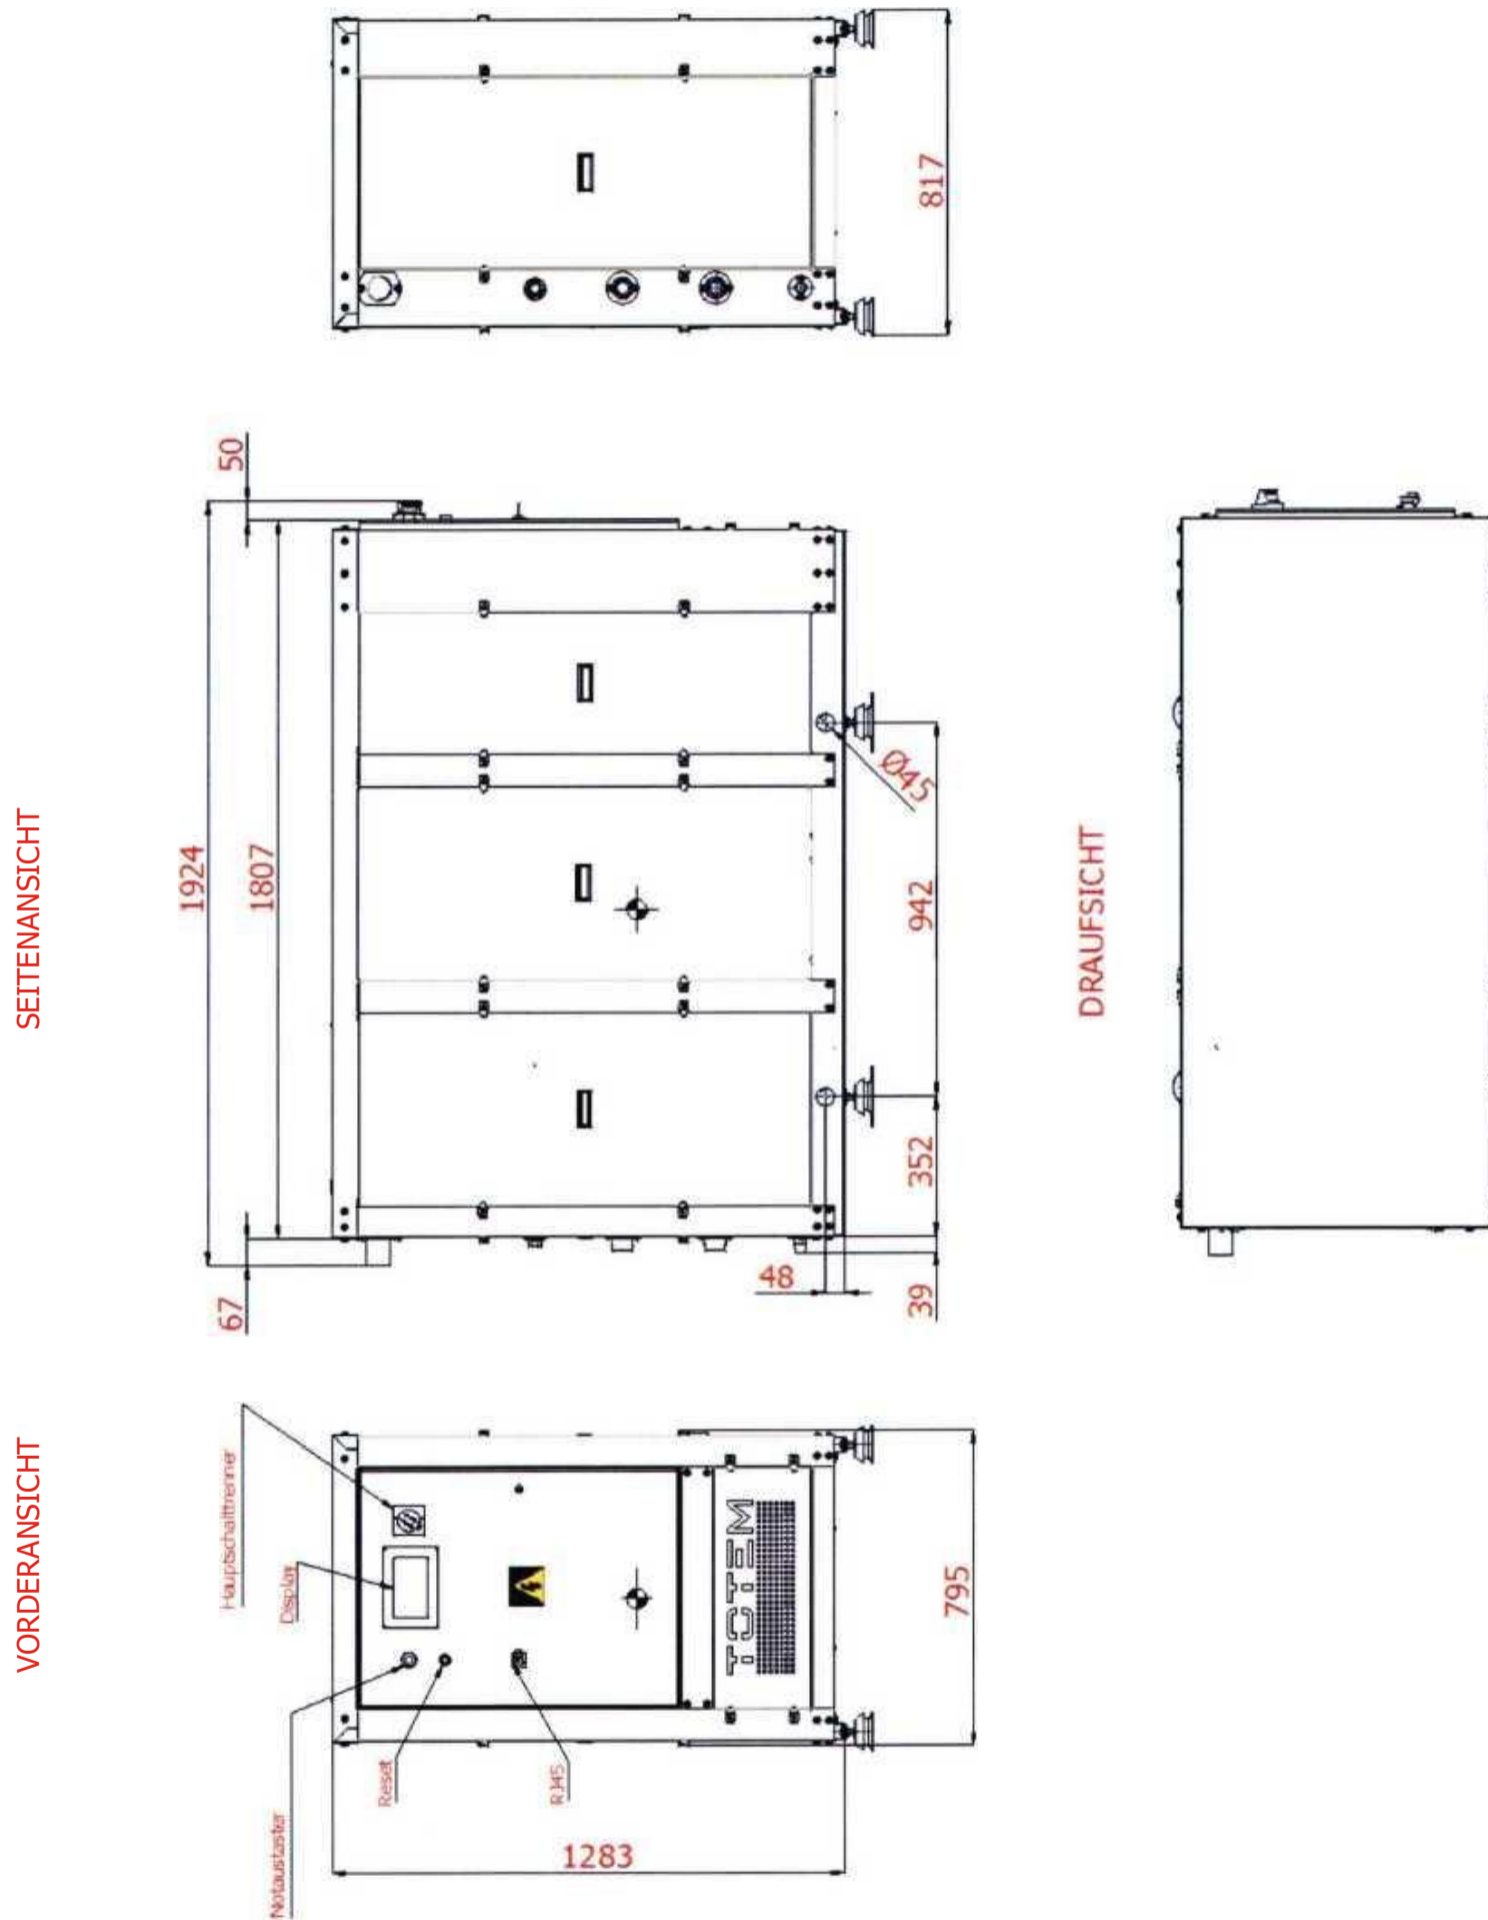 VORDERANSICHT
Notaustaster
Reset
RJ45
Display
Hauptschalttrenner
TOTEM
1283
795
SEITENANSICHT
67
1924
1807
50
48
39
352
942
Ø45
817
DRAUFSICHT